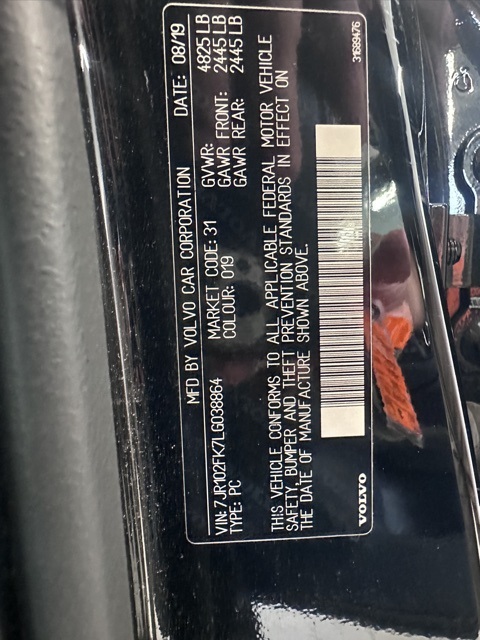 MFD BY VOLVO CAR CORPORATION DATE: 08/19
VIN:7JR102FK7LG038864 GVWR: 4825 LB
TYPE: PC MARKET CODE: 31 GAWR FRONT: 2445 LB
COLOUR: 019 GAWR REAR: 2445 LB
THIS VEHICLE CONFORMS TO ALL APPLICABLE FEDERAL MOTOR VEHICLE
SAFETY, BUMPER AND THEFT PREVENTION STANDARDS IN EFFECT ON
THE DATE OF MANUFACTURE SHOWN ABOVE.
VOLVO 31689476